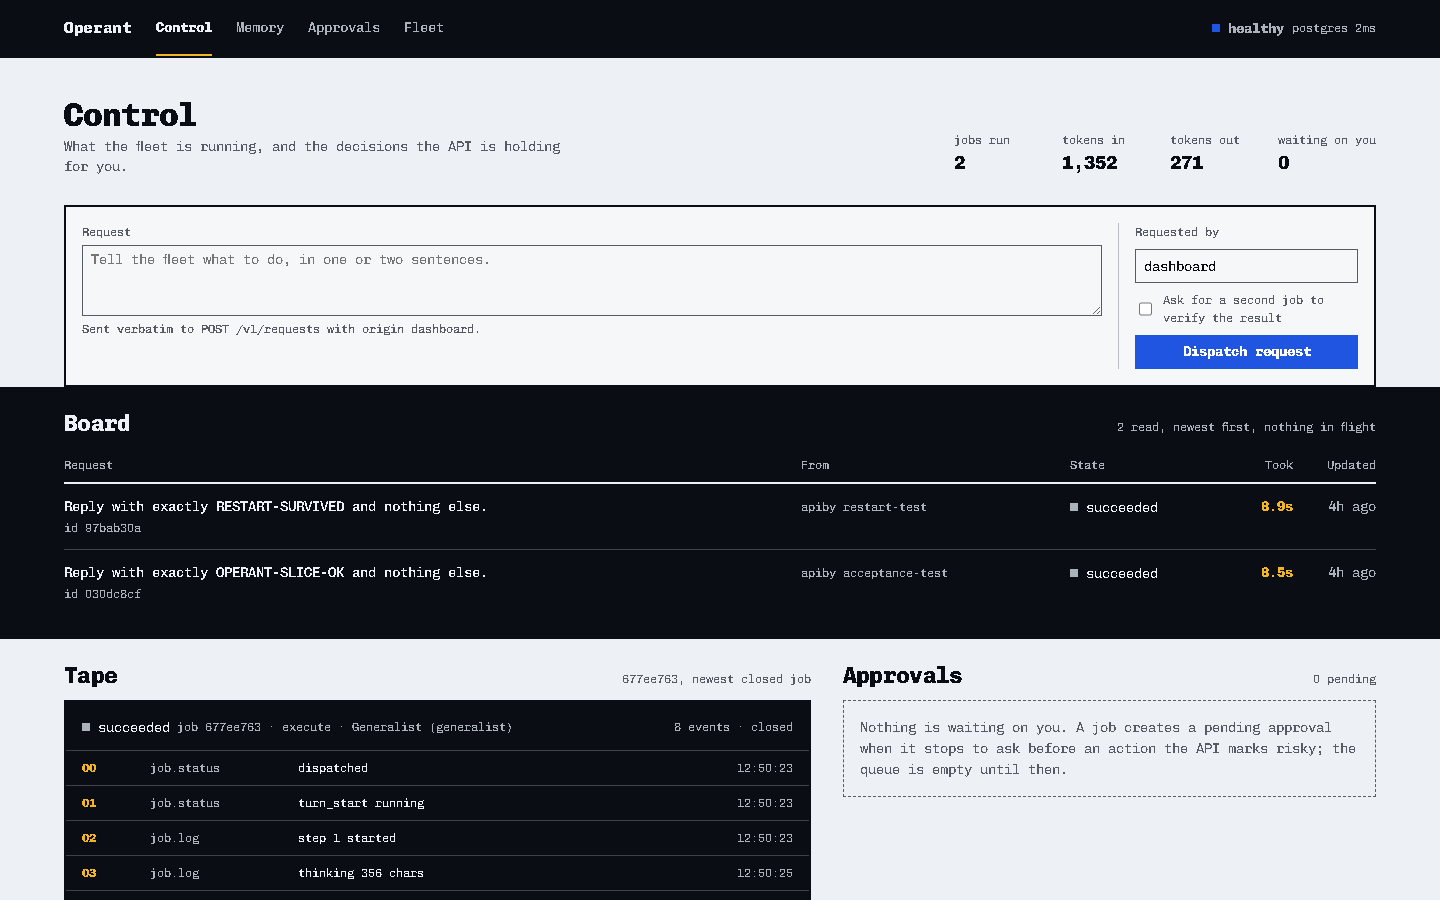 Operant Control Memory Approvals Fleet healthy postgres 2ms
Control
What the fleet is running, and the decisions the API is holding
for you.
jobs run tokens in tokens out waiting on you
2 1,352 271 0
Request
Tell the fleet what to do, in one or two sentences.
Sent verbatim to POST /v1/requests with origin dashboard.
Requested by
dashboard
Ask for a second job to
verify the result
Dispatch request
Board 2 read, newest first, nothing in flight
Request From State Took Updated
Reply with exactly RESTART-SURVIVED and nothing else. apiby restart-test succeeded 8.9s 4h ago
id 97bab30a
Reply with exactly OPERANT-SLICE-OK and nothing else. apiby acceptance-test succeeded 8.5s 4h ago
id 030dc8cf
Tape 677ee763, newest closed job
succeeded job 677ee763 · execute · Generalist (generalist) 8 events · closed
00 job.status dispatched 12:50:23
01 job.status turn_start running 12:50:23
02 job.log step 1 started 12:50:23
03 job.log thinking 356 chars 12:50:25
Approvals 0 pending
Nothing is waiting on you. A job creates a pending approval
when it stops to ask before an action the API marks risky; the
queue is empty until then.